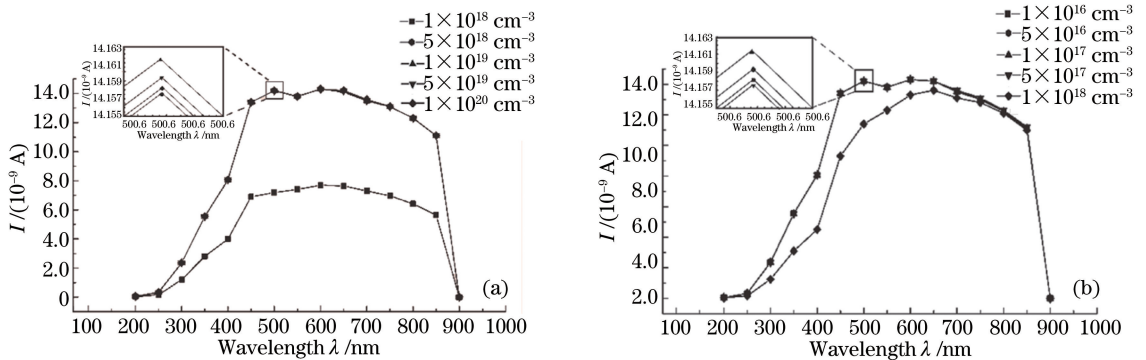 1×10¹⁸ cm⁻³
5×10¹⁸ cm⁻³
1×10¹⁹ cm⁻³
5×10¹⁹ cm⁻³
1×10²⁰ cm⁻³
14.163
14.161
14.159
14.157
14.155
I /(10⁻⁹ A)
500.6 500.6 500.6 500.6
Wavelength λ /nm
14.0
12.0
10.0
8.0
6.0
4.0
2.0
0
I /(10⁻⁹ A)
(a)
100 200 300 400 500 600 700 800 900 1000
Wavelength λ /nm
1×10¹⁶ cm⁻³
5×10¹⁶ cm⁻³
1×10¹⁷ cm⁻³
5×10¹⁷ cm⁻³
1×10¹⁸ cm⁻³
14.163
14.161
14.159
14.157
14.155
I /(10⁻⁹ A)
500.6 500.6 500.6 500.6
Wavelength λ /nm
14.0
12.0
10.0
8.0
6.0
4.0
2.0
I /(10⁻⁹ A)
(b)
100 200 300 400 500 600 700 800 900 1000
Wavelength λ /nm